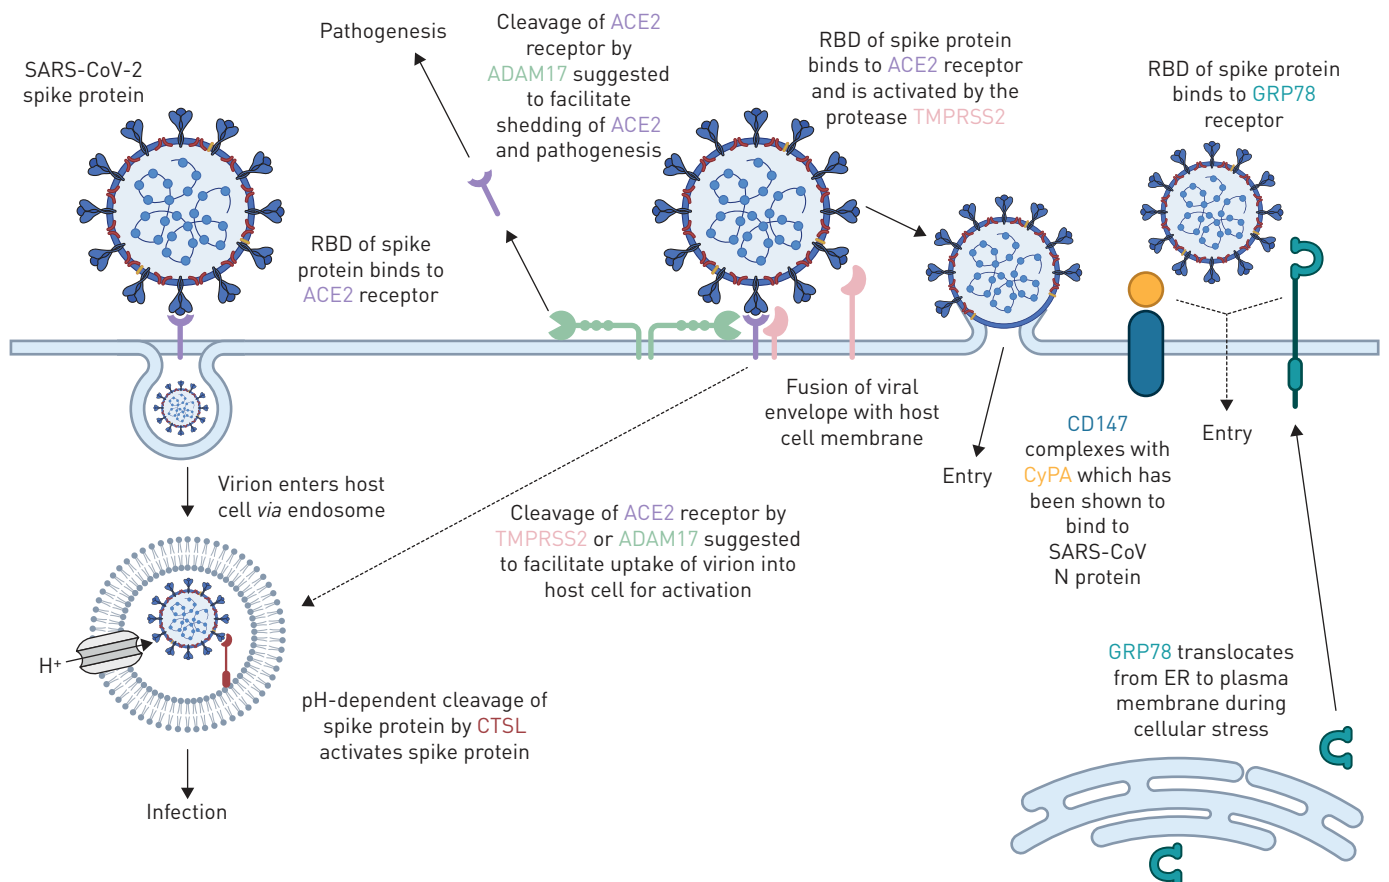 SARS-CoV-2
spike protein
Pathogenesis
Cleavage of ACE2
receptor by
ADAM17 suggested
to facilitate
shedding of ACE2
and pathogenesis
RBD of spike protein
binds to ACE2 receptor
and is activated by the
protease TMPRSS2
RBD of spike protein
binds to GRP78
receptor
RBD of spike
protein binds to
ACE2 receptor
Fusion of viral
envelope with host
cell membrane
Entry
CD147
complexes with
CyPA which has
been shown to
bind to
SARS-CoV
N protein
Entry
Virion enters host
cell via endosome
Cleavage of ACE2 receptor by
TMPRSS2 or ADAM17 suggested
to facilitate uptake of virion into
host cell for activation
H+
pH-dependent cleavage of
spike protein by CTSL
activates spike protein
Infection
GRP78 translocates
from ER to plasma
membrane during
cellular stress